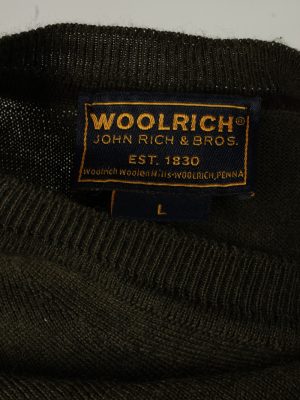 WOOLRICH®
JOHN RICH & BROS.
EST. 1830
Woolrich Woolen Mills-WOOLRICH, PENNA
L